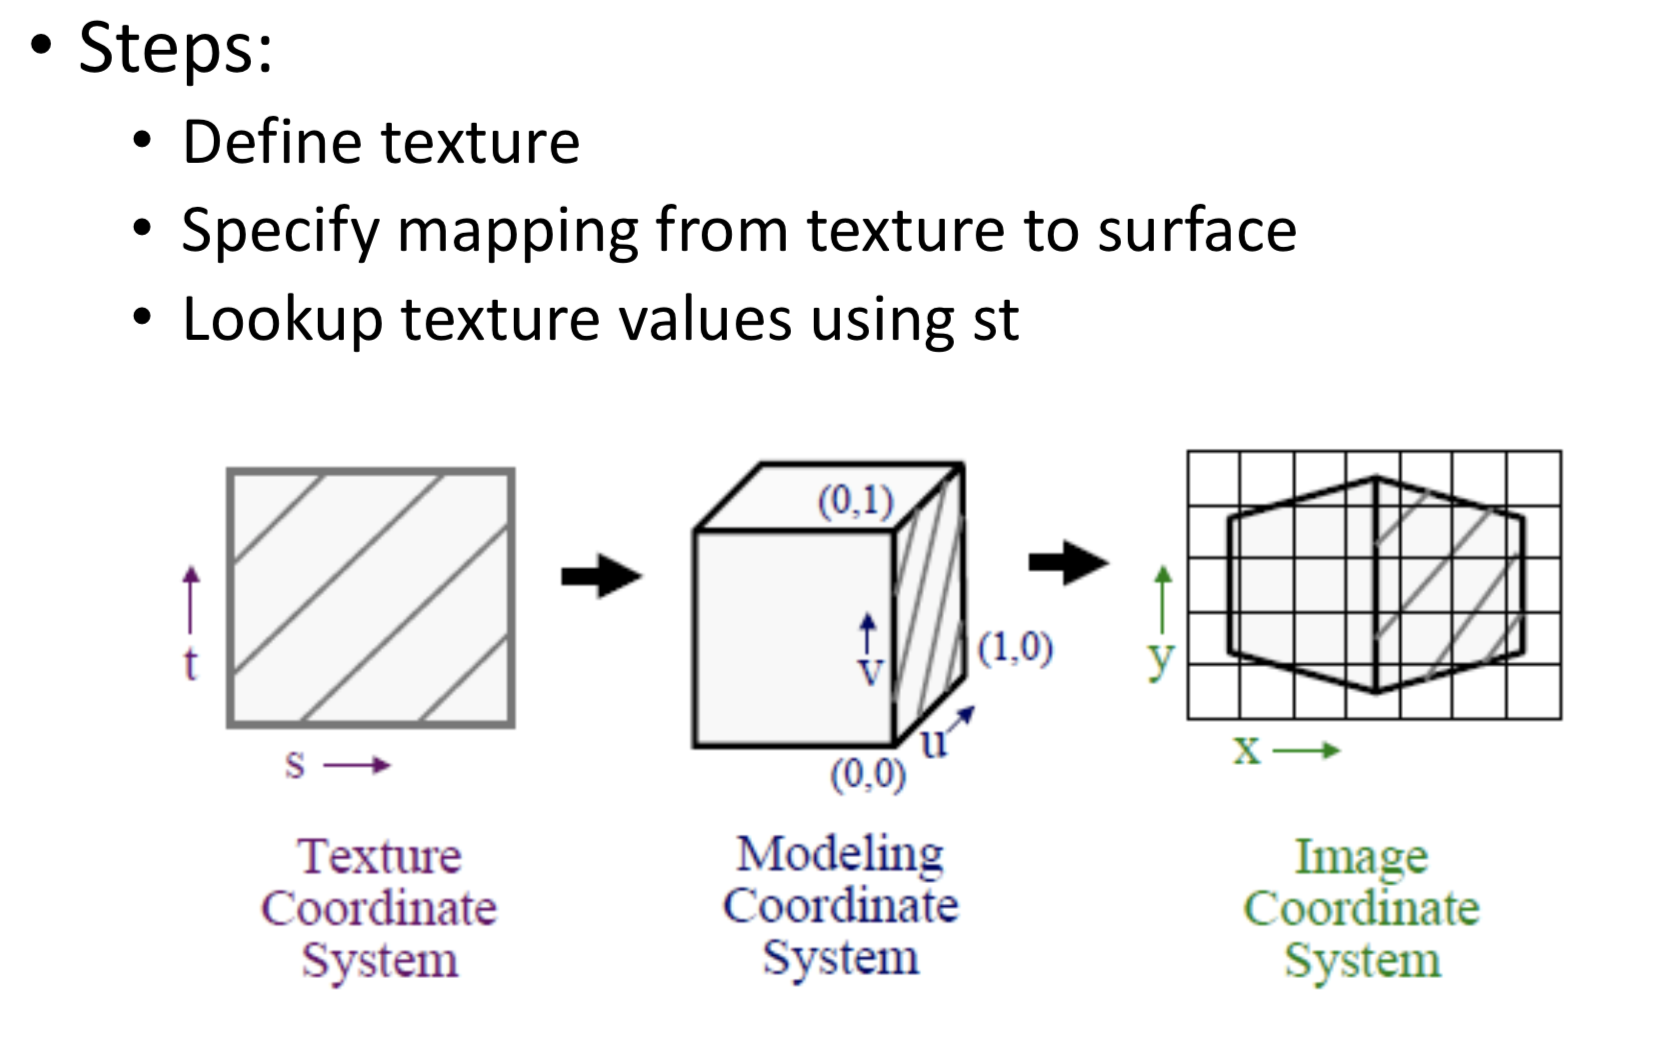 • Steps:
• Define texture
• Specify mapping from texture to surface
• Lookup texture values using st
t
s
Texture
Coordinate
System
(0,1)
v
(1,0)
u
(0,0)
Modeling
Coordinate
System
y
x
Image
Coordinate
System